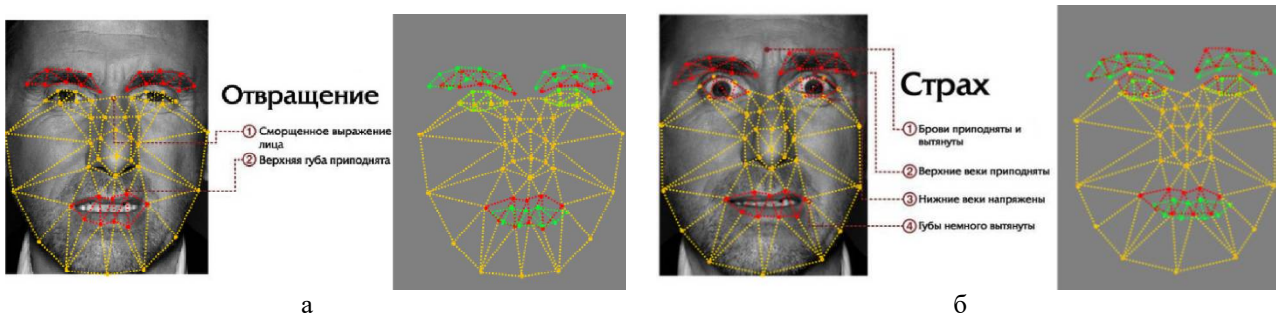 Отвращение
1 Сморщенное выражение
лица
2 Верхняя губа приподнята
а
Страх
1 Брови приподняты и
вытянуты
2 Верхние веки приподняты
3 Нижние веки напряжены
4 Губы немного вытянуты
б